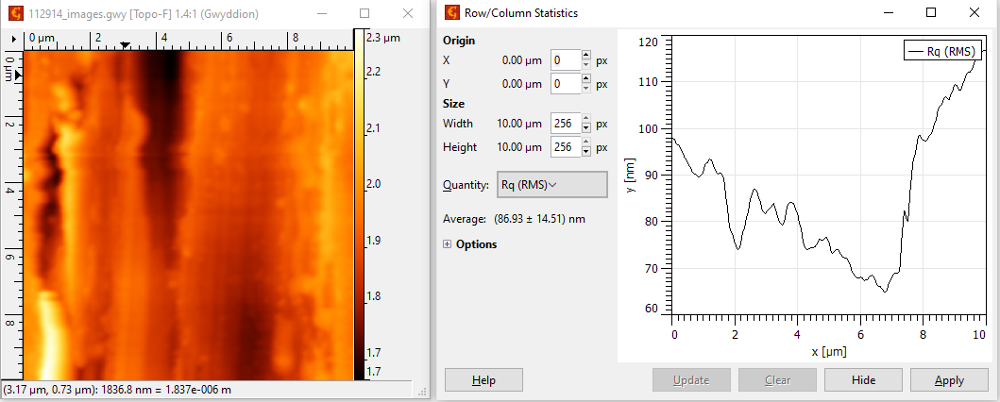 112914_images.gwy [Topo-F] 1.4:1 (Gwyddion)
0 µm 2 4 6 8
0 µm
2
4
6
8
2.3 µm
2.2
2.1
2.0
1.9
1.8
1.7
1.7
(3.17 µm, 0.73 µm): 1836.8 nm = 1.837e-006 m
Row/Column Statistics
Origin
X 0.00 µm 0 px
Y 0.00 µm 0 px
Size
Width 10.00 µm 256 px
Height 10.00 µm 256 px
Quantity: Rq (RMS)
Average: (86.93 ± 14.51) nm
Options
120
110
100
90
80
70
60
y [nm]
Rq (RMS)
0 2 4 6 8 10
x [µm]
Help Update Clear Hide Apply